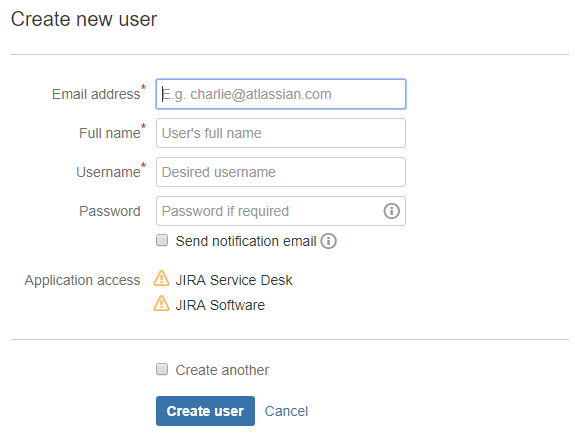 Create new user
Email address* E.g. charlie@atlassian.com
Full name* User's full name
Username* Desired username
Password Password if required
Send notification email
Application access JIRA Service Desk
JIRA Software
Create another
Create user Cancel